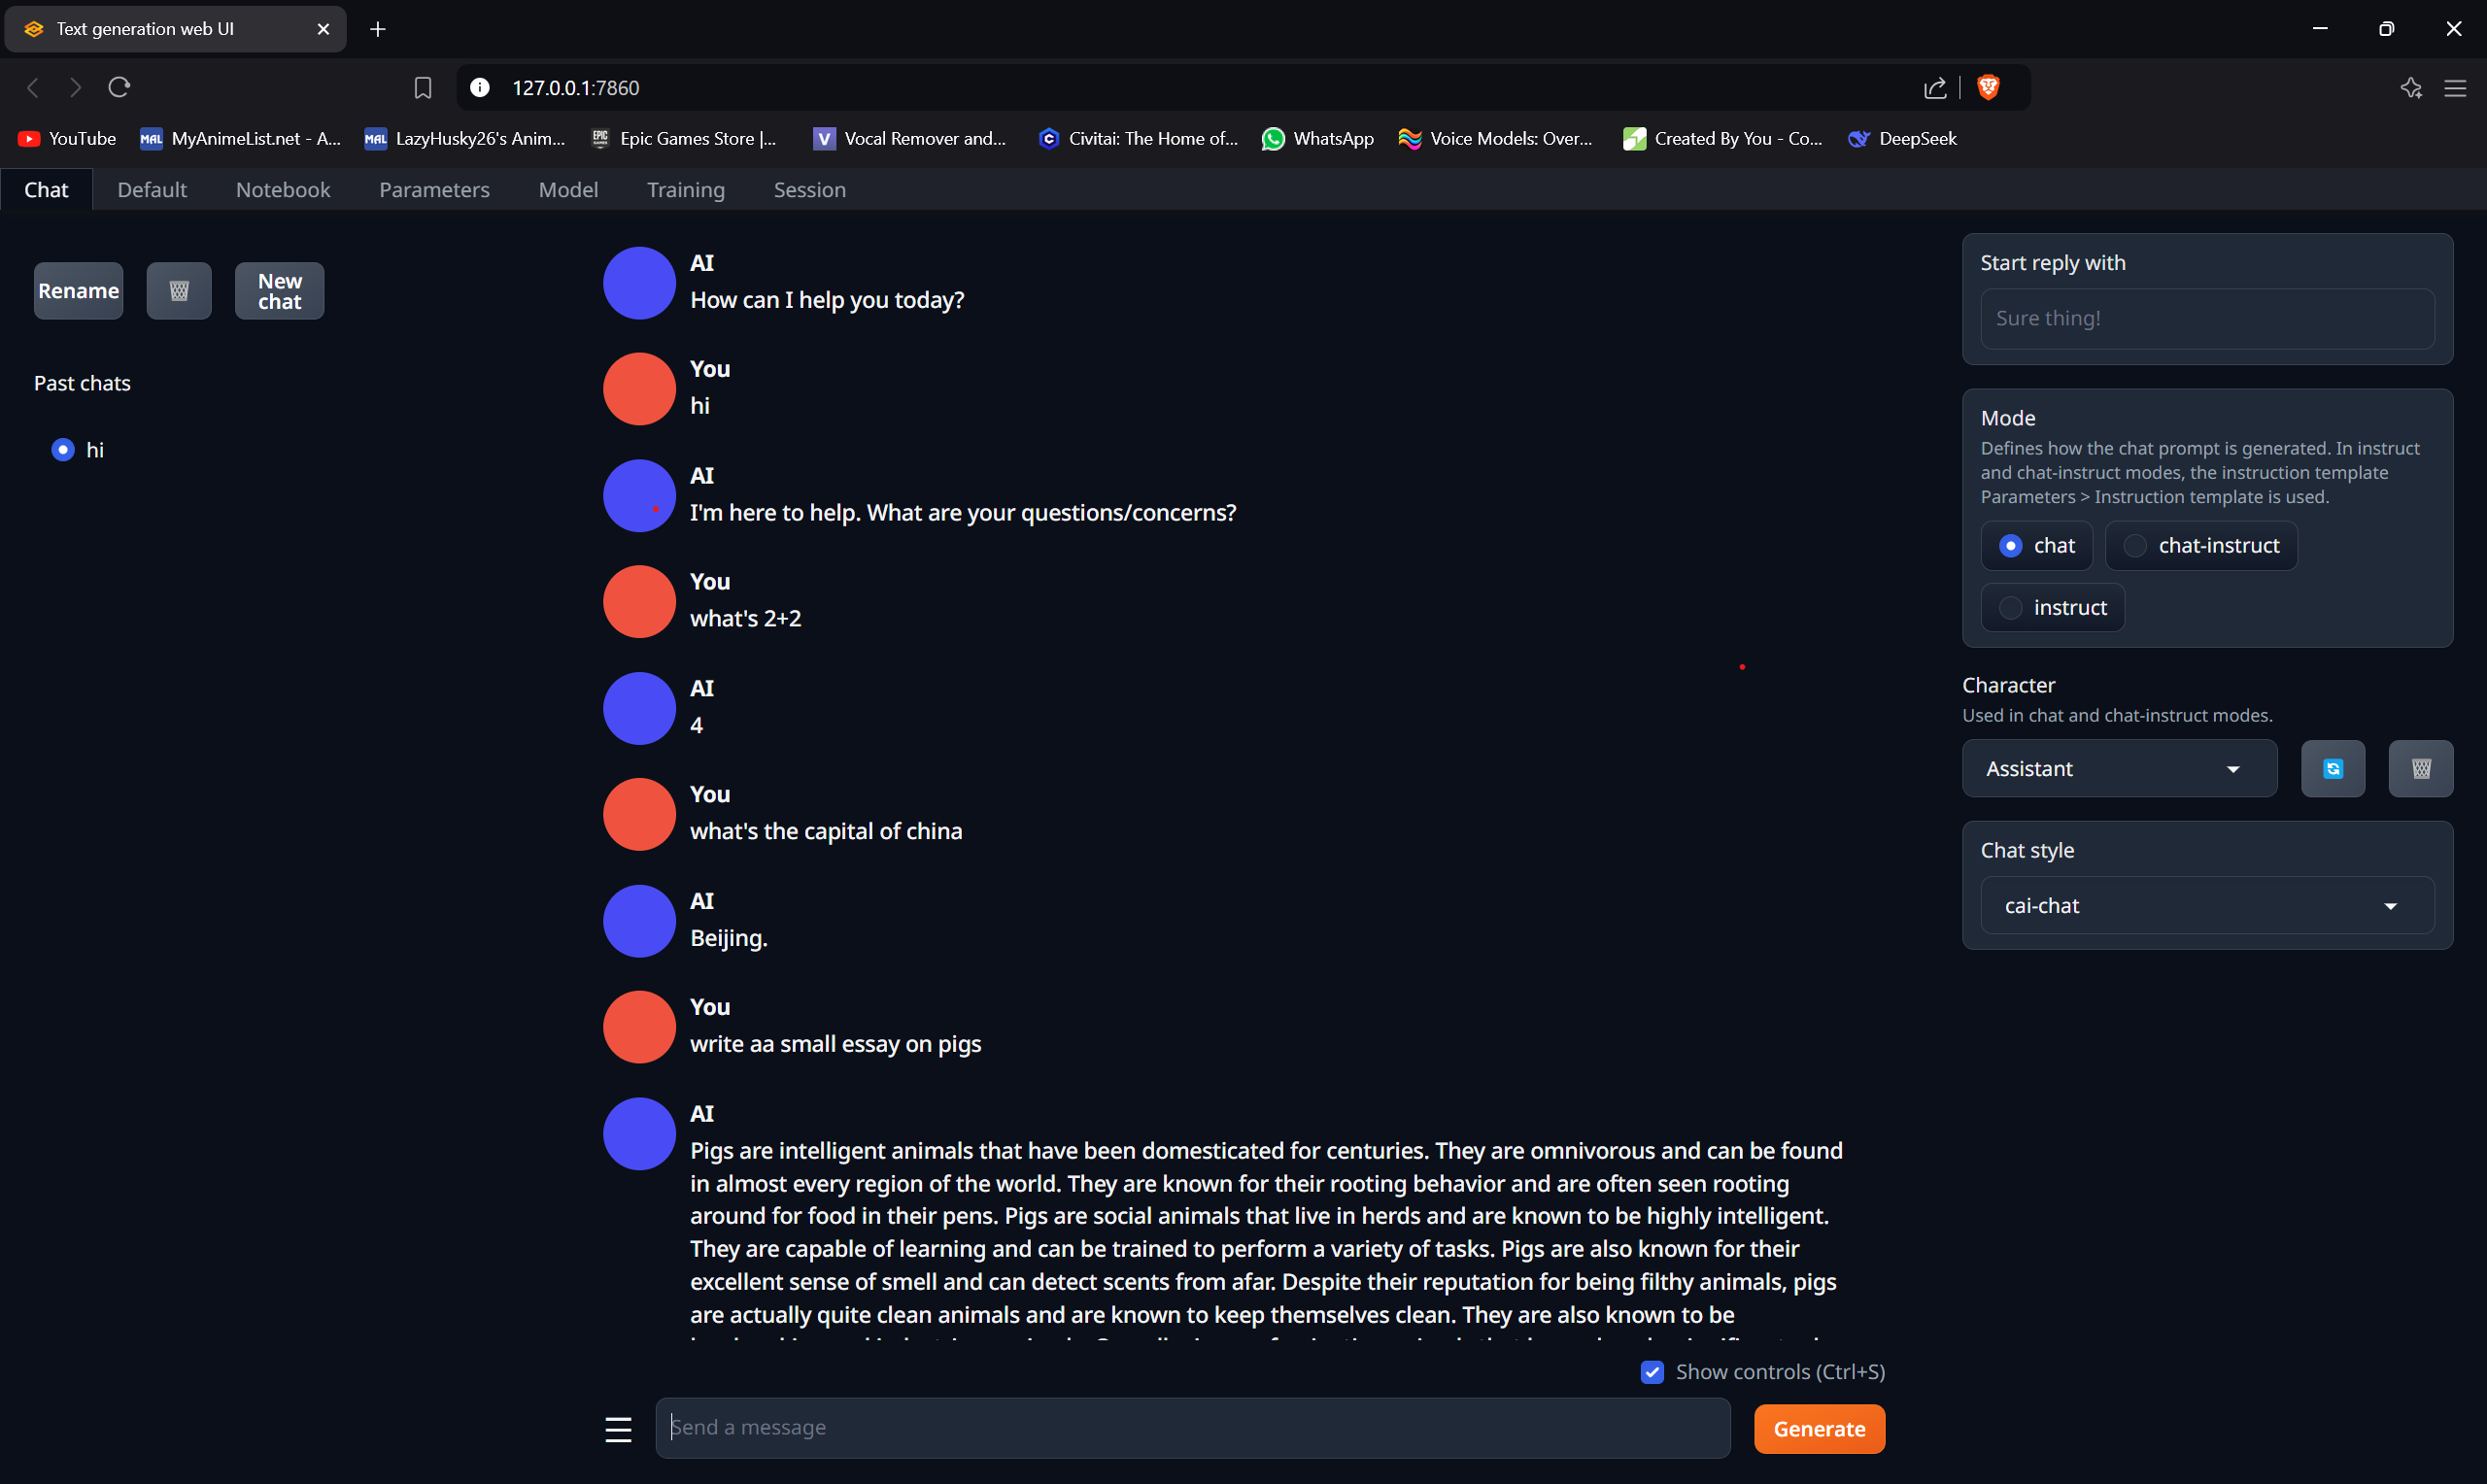 Text generation web UI
127.0.0.1:7860
YouTube
MAL MyAnimeList.net - A...
MAL LazyHusky26's Anim...
EPIC GAMES Epic Games Store |...
V Vocal Remover and...
C Civitai: The Home of...
WhatsApp
Voice Models: Over...
Created By You - Co...
DeepSeek
Chat Default Notebook Parameters Model Training Session
Rename
New
chat
Past chats
hi
AI
How can I help you today?
You
hi
AI
I'm here to help. What are your questions/concerns?
You
what's 2+2
AI
4
You
what's the capital of china
AI
Beijing.
You
write aa small essay on pigs
AI
Pigs are intelligent animals that have been domesticated for centuries. They are omnivorous and can be found
in almost every region of the world. They are known for their rooting behavior and are often seen rooting
around for food in their pens. Pigs are social animals that live in herds and are known to be highly intelligent.
They are capable of learning and can be trained to perform a variety of tasks. Pigs are also known for their
excellent sense of smell and can detect scents from afar. Despite their reputation for being filthy animals, pigs
are actually quite clean animals and are known to keep themselves clean. They are also known to be
Show controls (Ctrl+S)
Send a message
Generate
Start reply with
Sure thing!
Mode
Defines how the chat prompt is generated. In instruct
and chat-instruct modes, the instruction template
Parameters > Instruction template is used.
chat
chat-instruct
instruct
Character
Used in chat and chat-instruct modes.
Assistant
Chat style
cai-chat